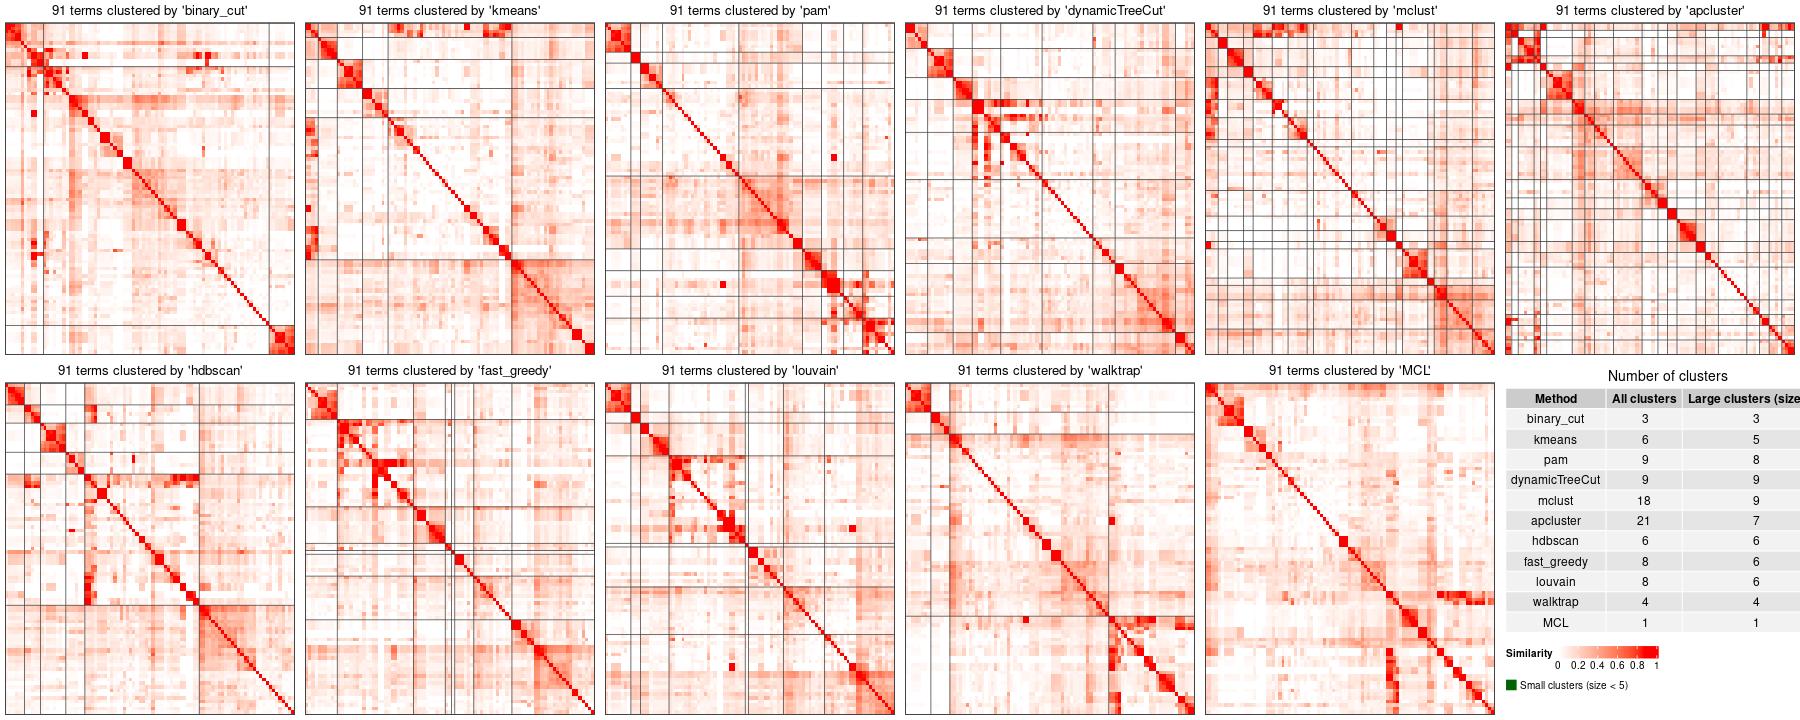 91 terms clustered by 'binary_cut'
91 terms clustered by 'kmeans'
91 terms clustered by 'pam'
91 terms clustered by 'dynamicTreeCut'
91 terms clustered by 'mclust'
91 terms clustered by 'apcluster'
91 terms clustered by 'hdbscan'
91 terms clustered by 'fast_greedy'
91 terms clustered by 'louvain'
91 terms clustered by 'walktrap'
91 terms clustered by 'MCL'
Number of clusters
Method All clusters Large clusters (size
binary_cut 3 3
kmeans 6 5
pam 9 8
dynamicTreeCut 9 9
mclust 18 9
apcluster 21 7
hdbscan 6 6
fast_greedy 8 6
louvain 8 6
walktrap 4 4
MCL 1 1
Similarity
0 0.2 0.4 0.6 0.8 1
Small clusters (size < 5)